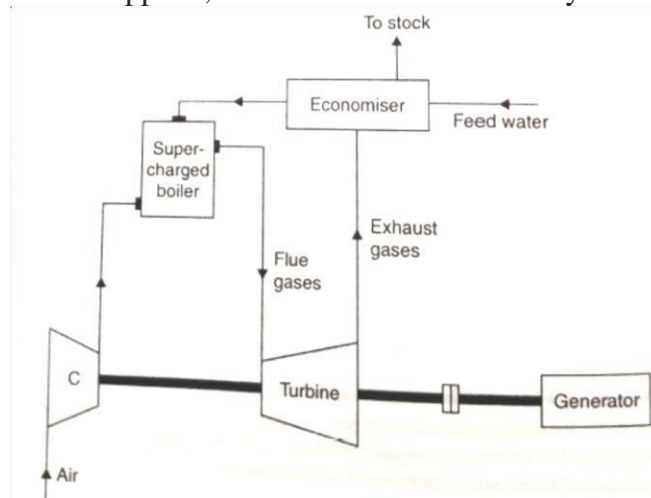 To stock
Economiser
Feed water
Super-
charged
boiler
Flue
gases
Exhaust
gases
C
Turbine
Generator
Air